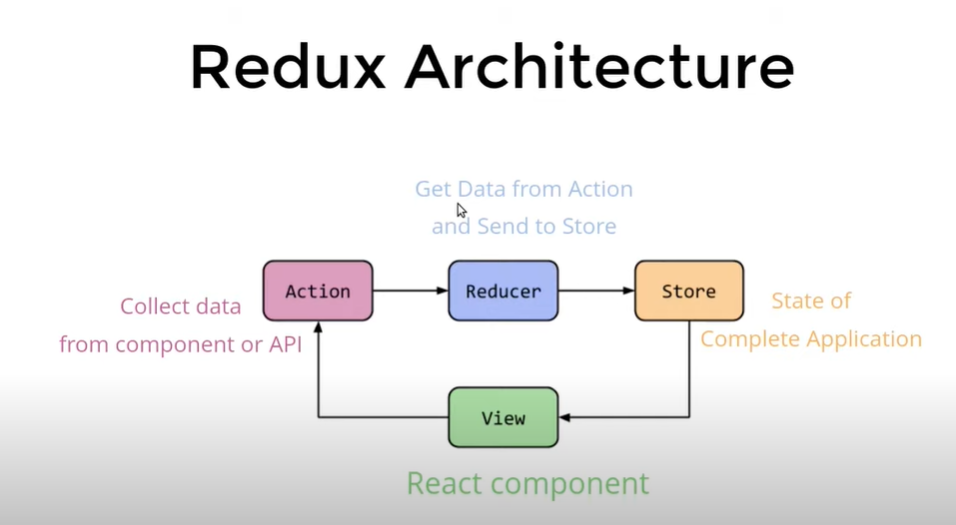 Redux Architecture
Get Data from Action
and Send to Store
Action
Reducer
Store
Collect data
from component or API
State of
Complete Application
View
React component